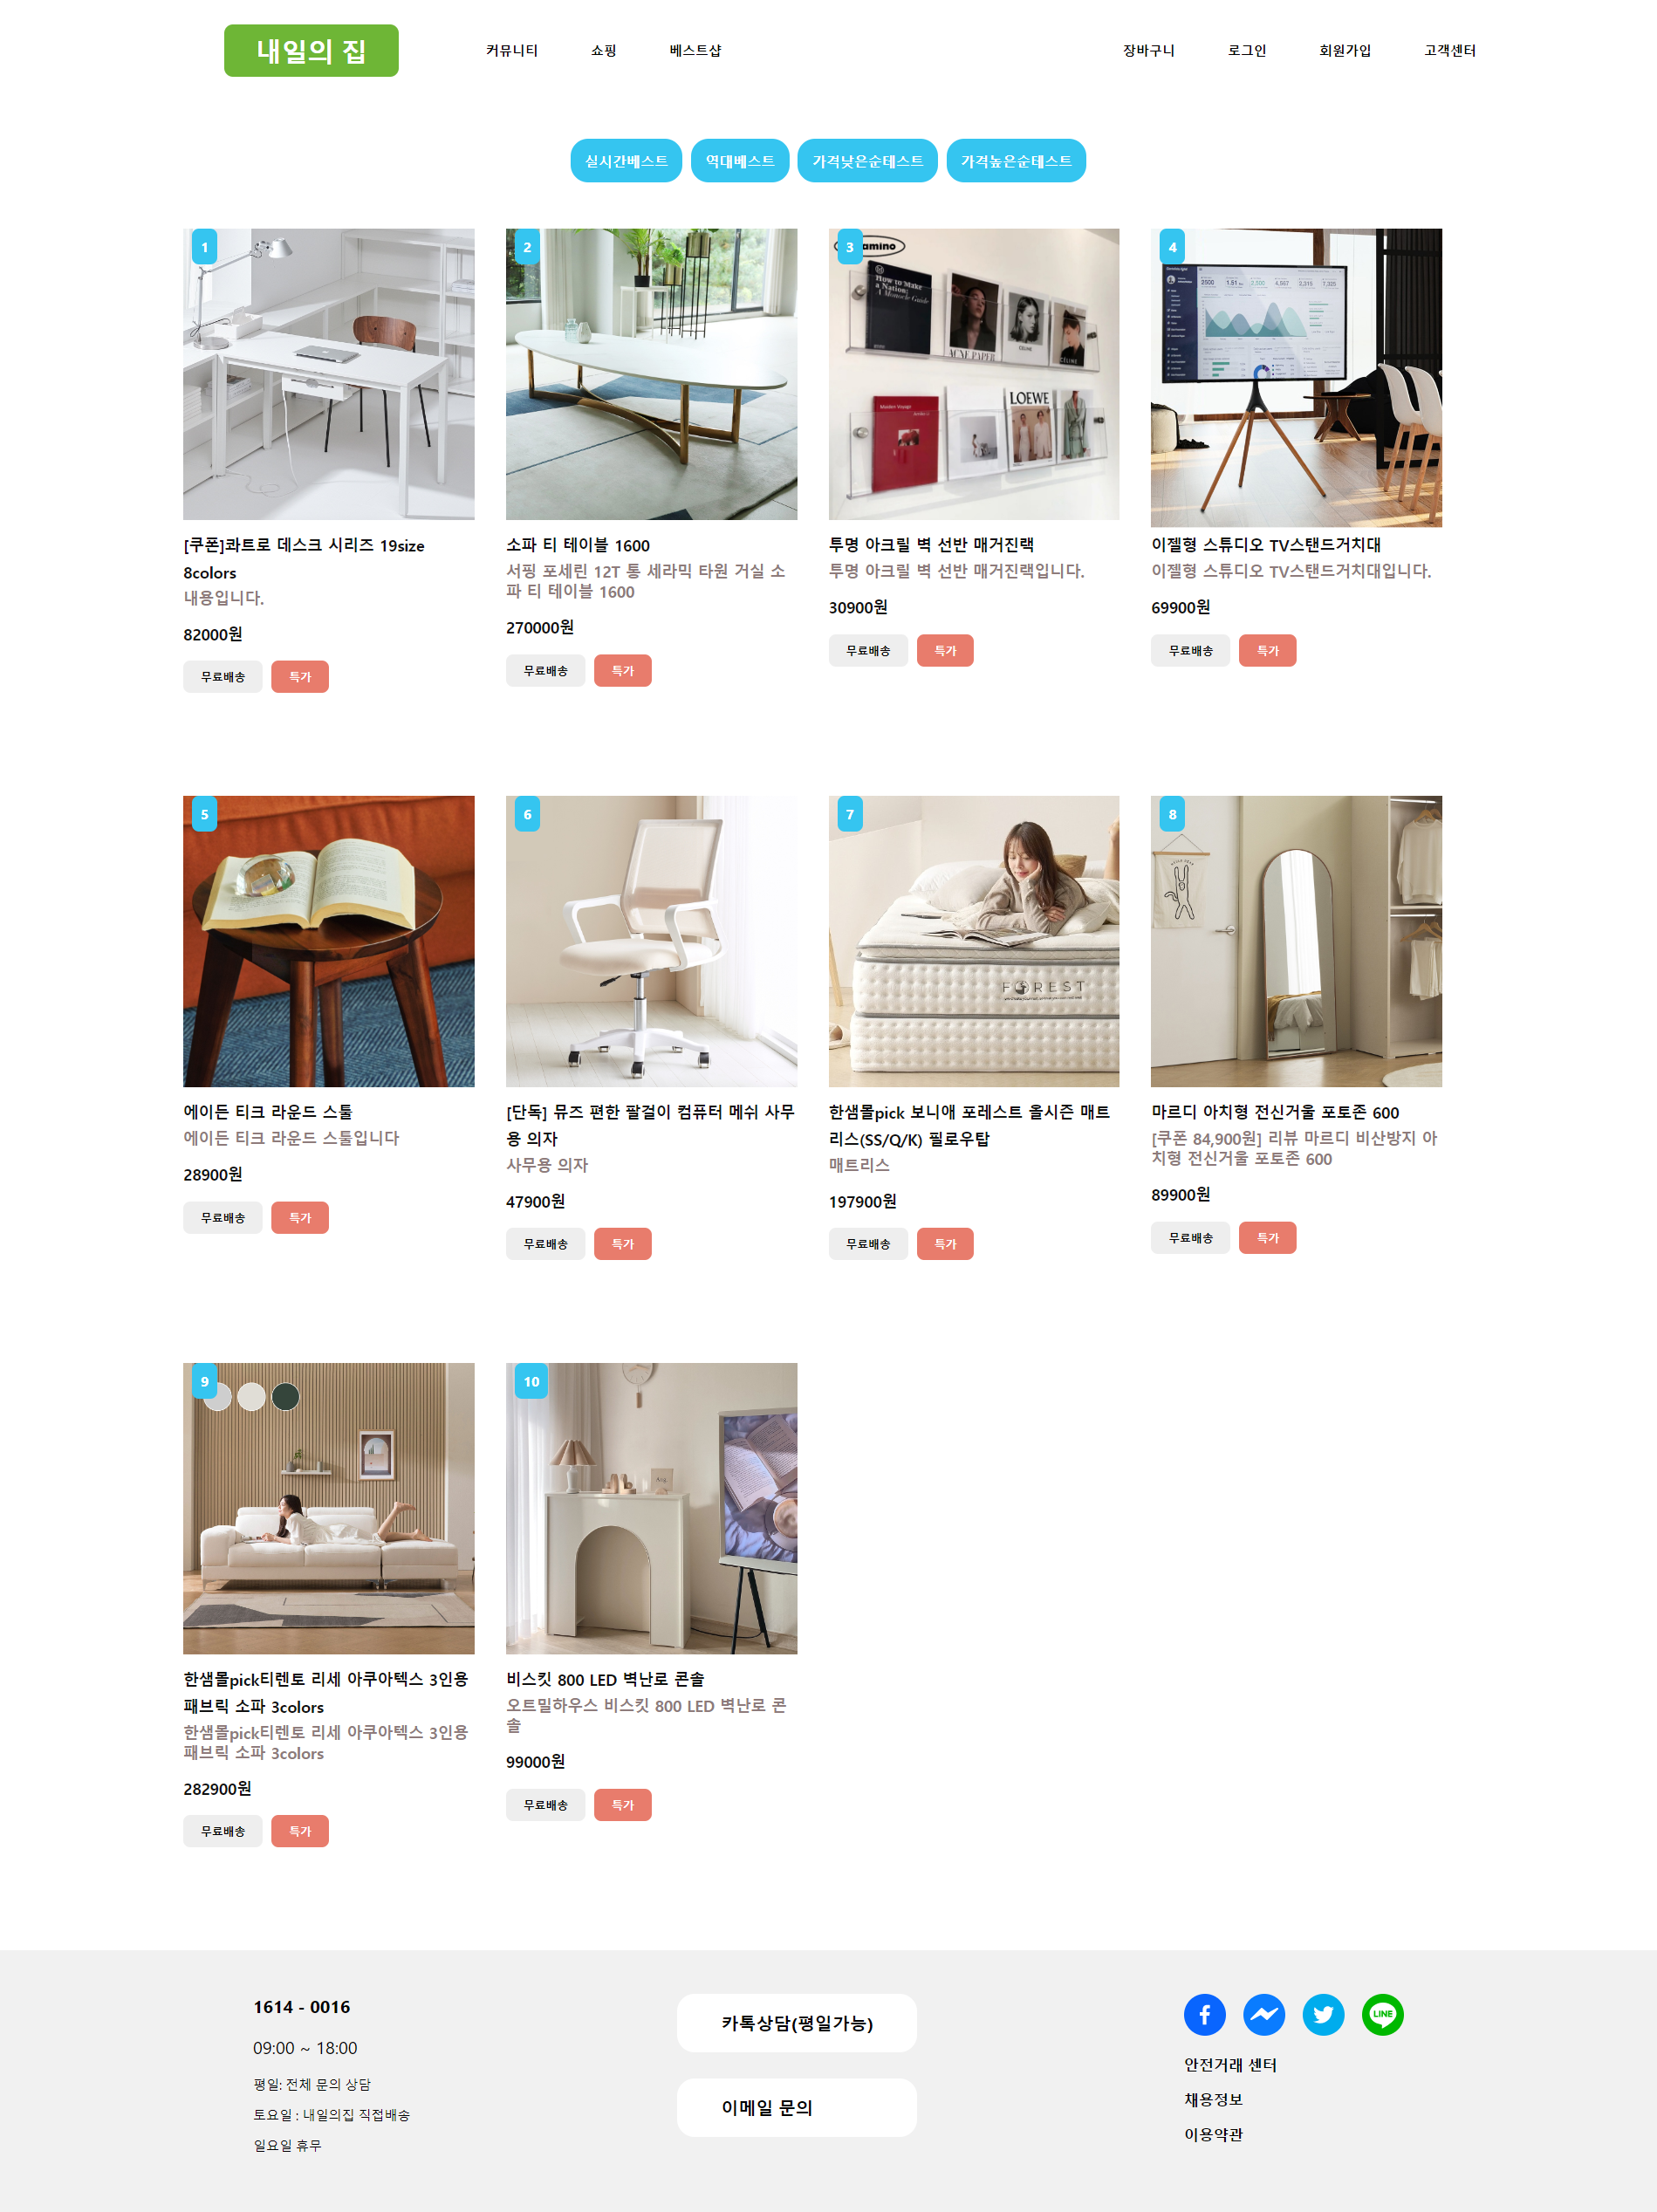 내일의 집
커뮤니티 쇼핑 베스트샵 장바구니 로그인 회원가입 고객센터
실시간베스트 역대베스트 가격낮은순테스트 가격높은순테스트
1
2
3
amino
How to Make
a Nation:
A Monocle Guide
ACNE PAPER
CELINE
CELINE
LOEWE
4
[쿠폰]콰트로 데스크 시리즈 19size
8colors
내용입니다.
82000원
무료배송 특가
소파 티 테이블 1600
서핑 포세린 12T 통 세라믹 타원 거실 소
파 티 테이블 1600
270000원
무료배송 특가
투명 아크릴 벽 선반 매거진랙
투명 아크릴 벽 선반 매거진랙입니다.
30900원
무료배송 특가
이젤형 스튜디오 TV스탠드거치대
이젤형 스튜디오 TV스탠드거치대입니다.
69900원
무료배송 특가
5
6
7
FOREST
8
에이든 티크 라운드 스툴
에이든 티크 라운드 스툴입니다
28900원
무료배송 특가
[단독] 뮤즈 편한 팔걸이 컴퓨터 메쉬 사무
용 의자
사무용 의자
47900원
무료배송 특가
한샘몰pick 보니애 포레스트 올시즌 매트
리스(SS/Q/K) 필로우탑
매트리스
197900원
무료배송 특가
마르디 아치형 전신거울 포토존 600
[쿠폰 84,900원] 리뷰 마르디 비산방지 아
치형 전신거울 포토존 600
89900원
무료배송 특가
9
10
한샘몰pick티렌토 리세 아쿠아텍스 3인용
패브릭 소파 3colors
한샘몰pick티렌토 리세 아쿠아텍스 3인용
패브릭 소파 3colors
282900원
무료배송 특가
비스킷 800 LED 벽난로 콘솔
오트밀하우스 비스킷 800 LED 벽난로 콘
솔
99000원
무료배송 특가
1614 - 0016
09:00 ~ 18:00
평일: 전체 문의 상담
토요일 : 내일의집 직접배송
일요일 휴무
카톡상담(평일가능)
이메일 문의
LINE
안전거래 센터
채용정보
이용약관